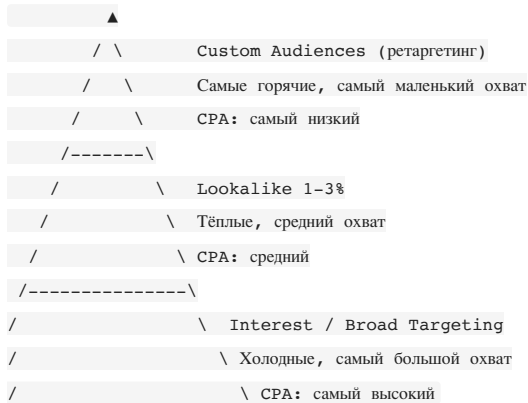 ▲
/ \ Custom Audiences (ретаргетинг)
/ \ Самые горячие, самый маленький охват
/ \ CPA: самый низкий
/-------\
/ \ Lookalike 1-3%
/ \ Тёплые, средний охват
/ \ CPA: средний
/---------------\
/ \ Interest / Broad Targeting
/ \ Холодные, самый большой охват
/ \ CPA: самый высокий